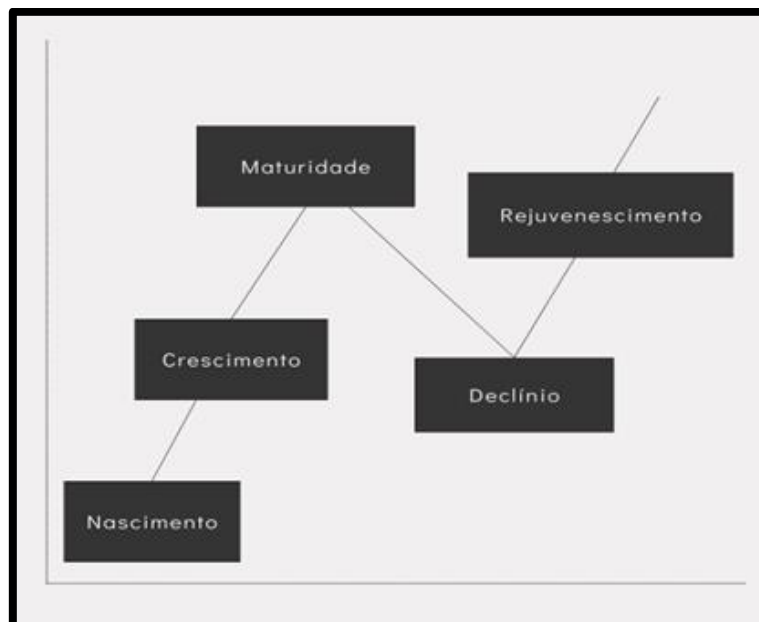 Maturidade
Rejuvenescimento
Crescimento
Declínio
Nascimento